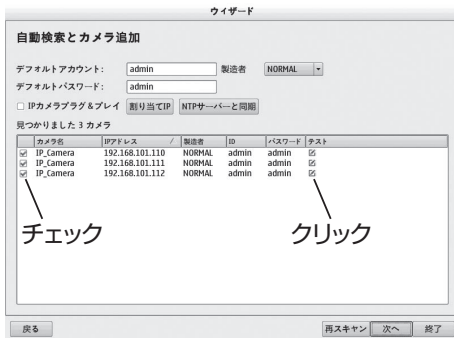 ウィザード
自動検索とカメラ追加
デフォルトアカウント: admin 製造者 NORMAL
デフォルトパスワード: admin
IPカメラプラグ&プレイ 割り当てIP NTPサーバーと同期
見つかりました 3 カメラ
カメラ名 IPアドレス / 製造者 ID パスワード テスト
IP_Camera 192.168.101.110 NORMAL admin admin
IP_Camera 192.168.101.111 NORMAL admin admin
IP_Camera 192.168.101.112 NORMAL admin admin
チェック クリック
戻る 再スキャン 次へ 終了